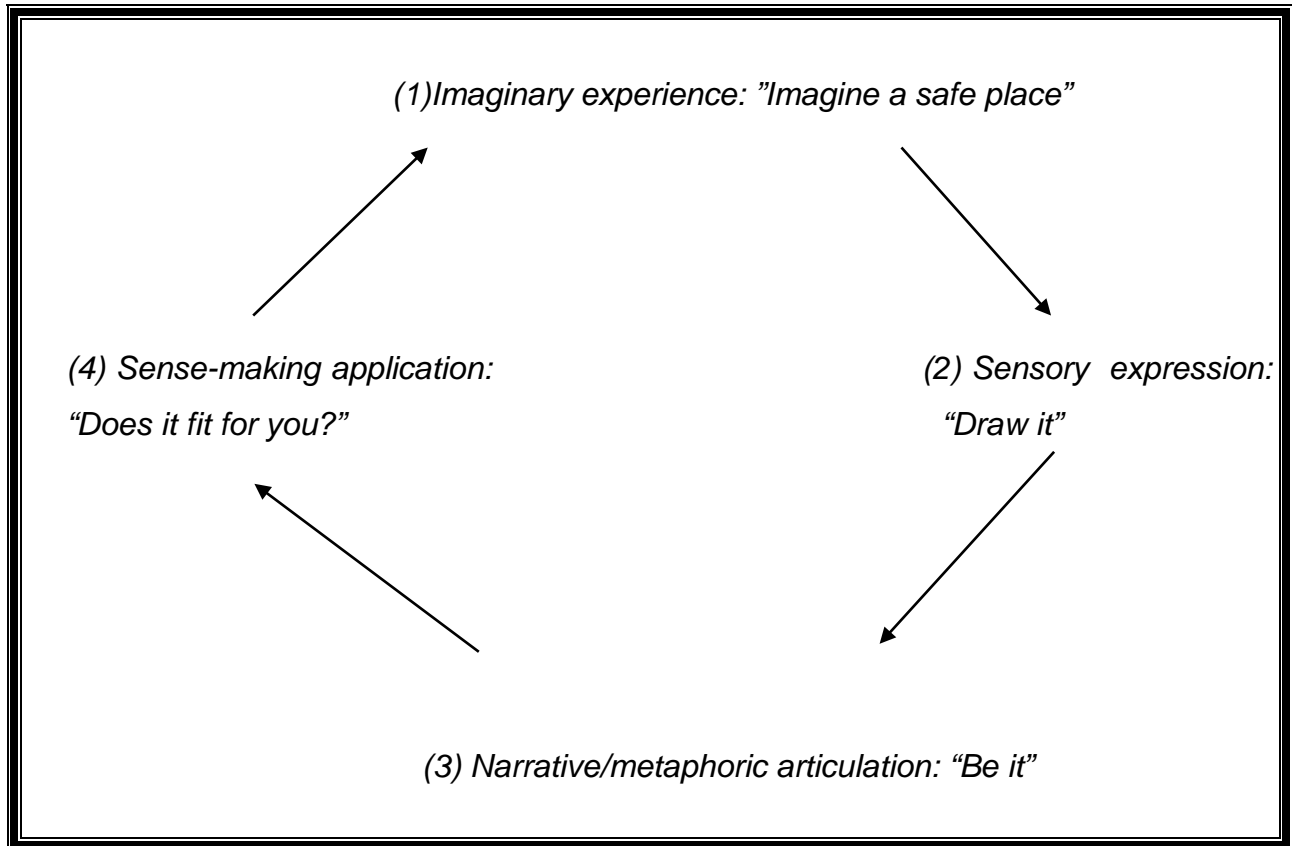 (1)Imaginary experience: ”Imagine a safe place”
(4) Sense-making application:
“Does it fit for you?”
(2) Sensory expression:
“Draw it”
(3) Narrative/metaphoric articulation: “Be it”